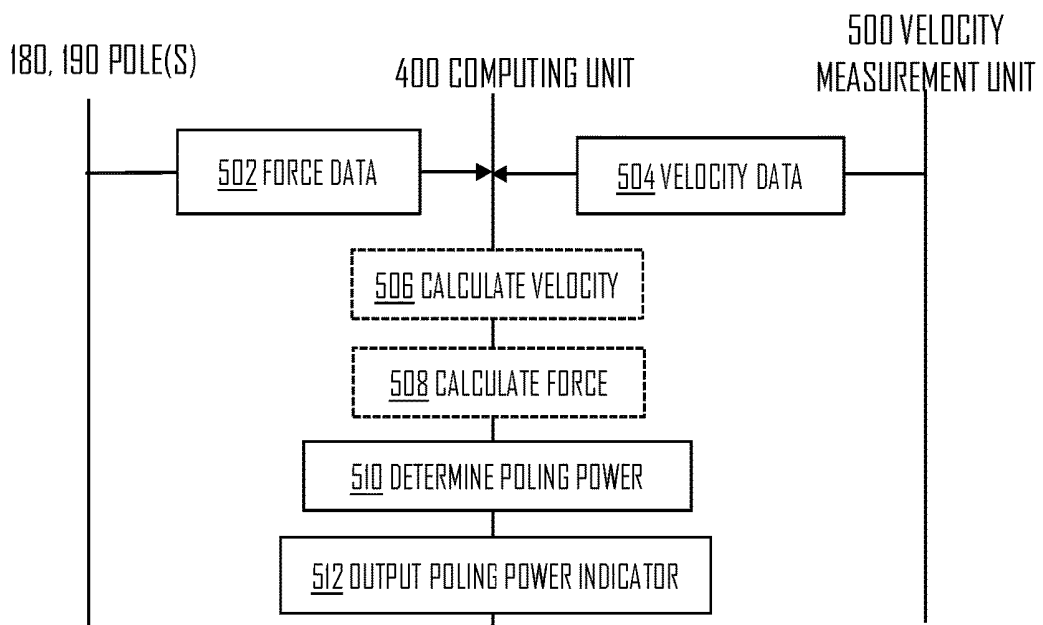 180, 190 POLE(S)
400 COMPUTING UNIT
500 VELOCITY
MEASUREMENT UNIT
502 FORCE DATA
504 VELOCITY DATA
506 CALCULATE VELOCITY
508 CALCULATE FORCE
510 DETERMINE POLING POWER
512 OUTPUT POLING POWER INDICATOR